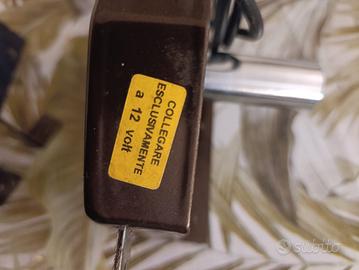 COLLEGARE
ESCLUSIVAMENTE
a 12 volt
subito